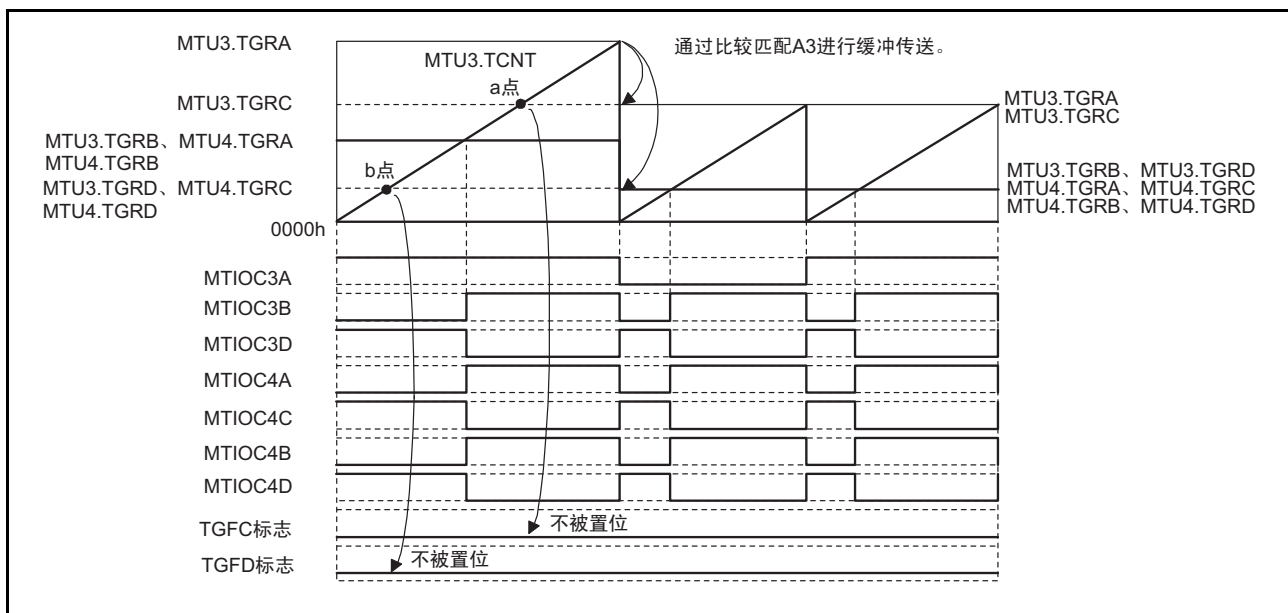 MTU3.TGRA
MTU3.TCNT
通过比较匹配A3进行缓冲传送。
a点
MTU3.TGRC
MTU3.TGRA
MTU3.TGRC
MTU3.TGRB、MTU4.TGRA
MTU4.TGRB
b点
MTU3.TGRD、MTU4.TGRC
MTU4.TGRD
MTU3.TGRB、MTU3.TGRD
MTU4.TGRA、MTU4.TGRC
MTU4.TGRB、MTU4.TGRD
0000h
MTIOC3A
MTIOC3B
MTIOC3D
MTIOC4A
MTIOC4C
MTIOC4B
MTIOC4D
TGFC标志
不被置位
TGFD标志
不被置位